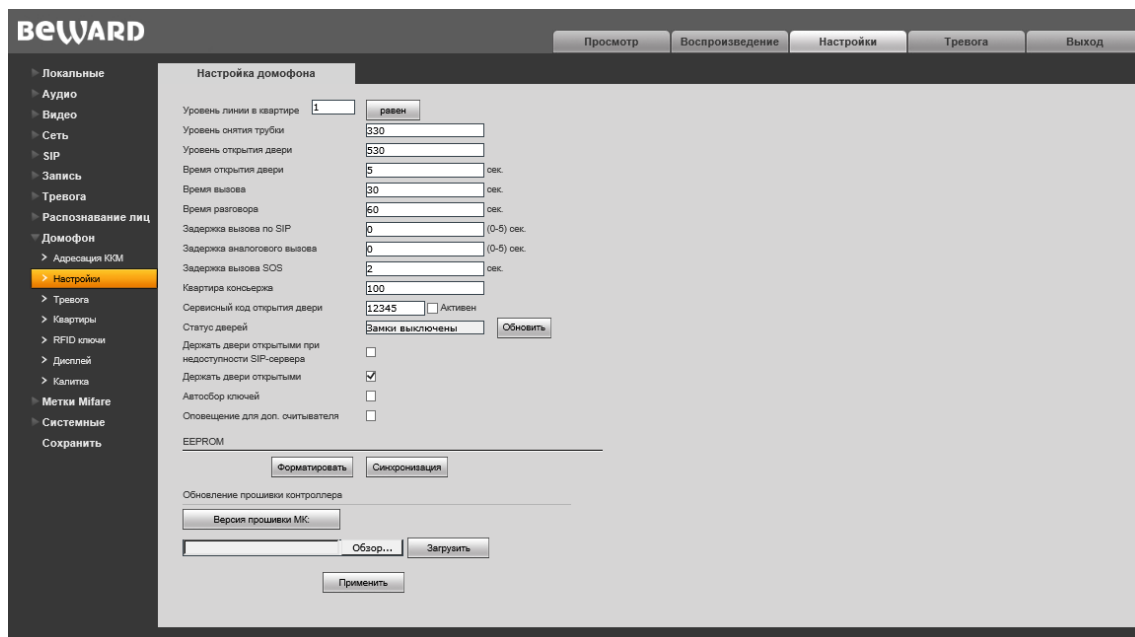 BEWARD
Просмотр
Воспроизведение
Настройки
Тревога
Выход
Локальные
Аудио
Видео
Сеть
SIP
Запись
Тревога
Распознавание лиц
Домофон
Адресация ККМ
Настройки
Тревога
Квартиры
RFID ключи
Дисплей
Калитка
Метки Mifare
Системные
Сохранить
Настройка домофона
Уровень линии в квартире 1 равен
Уровень снятия трубки 330
Уровень открытия двери 530
Время открытия двери 5 сек.
Время вызова 30 сек.
Время разговора 60 сек.
Задержка вызова по SIP 0 (0-5) сек.
Задержка аналогового вызова 0 (0-5) сек.
Задержка вызова SOS 2 сек.
Квартира консьержа 100
Сервисный код открытия двери 12345 Активен
Статус дверей Замки выключены Обновить
Держать двери открытыми при
недоступности SIP-сервера
Держать двери открытыми
Автосбор ключей
Оповещение для доп. считывателя
EEPROM
Форматировать Синхронизация
Обновление прошивки контроллера
Версия прошивки МК:
Обзор... Загрузить
Применить